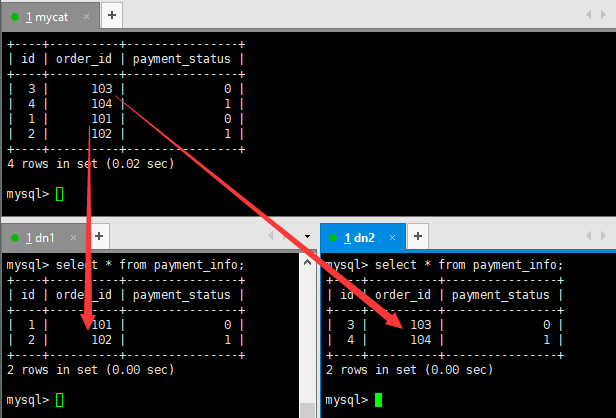 1 mycat × +
+----+----------+----------------+
| id | order_id | payment_status |
+----+----------+----------------+
| 3 | 103 | 0 |
| 4 | 104 | 1 |
| 1 | 101 | 0 |
| 2 | 102 | 1 |
+----+----------+----------------+
4 rows in set (0.02 sec)
mysql>
1 dn1 × +
mysql> select * from payment_info;
+----+----------+----------------+
| id | order_id | payment_status |
+----+----------+----------------+
| 1 | 101 | 0 |
| 2 | 102 | 1 |
+----+----------+----------------+
2 rows in set (0.00 sec)
mysql>
1 dn2 × +
mysql> select * from payment_info;
+----+----------+----------------+
| id | order_id | payment_status |
+----+----------+----------------+
| 3 | 103 | 0 |
| 4 | 104 | 1 |
+----+----------+----------------+
2 rows in set (0.00 sec)
mysql>